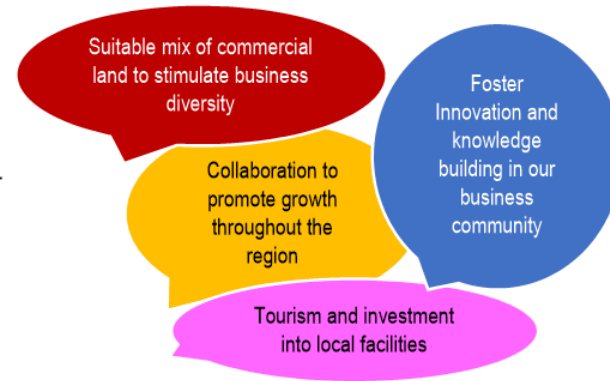 Suitable mix of commercial
land to stimulate business
diversity
Foster
Innovation and
knowledge
building in our
business
community
Collaboration to
promote growth
throughout the
region
Tourism and investment
into local facilities